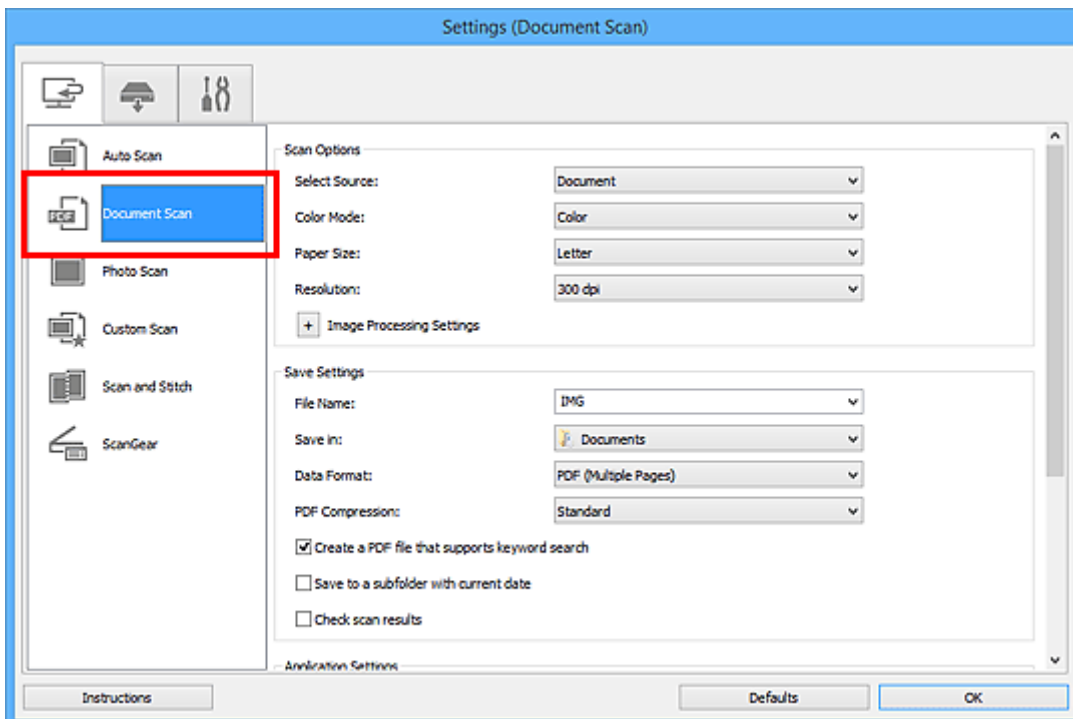 Settings (Document Scan)
Auto Scan
PDF
Document Scan
Photo Scan
Custom Scan
Scan and Stitch
ScanGear
Scan Options
Select Source: Document
Color Mode: Color
Paper Size: Letter
Resolution: 300 dpi
+ Image Processing Settings
Save Settings
File Name: IMG
Save in: Documents
Data Format: PDF (Multiple Pages)
PDF Compression: Standard
Create a PDF file that supports keyword search
Save to a subfolder with current date
Check scan results
Application Settings
Instructions Defaults OK